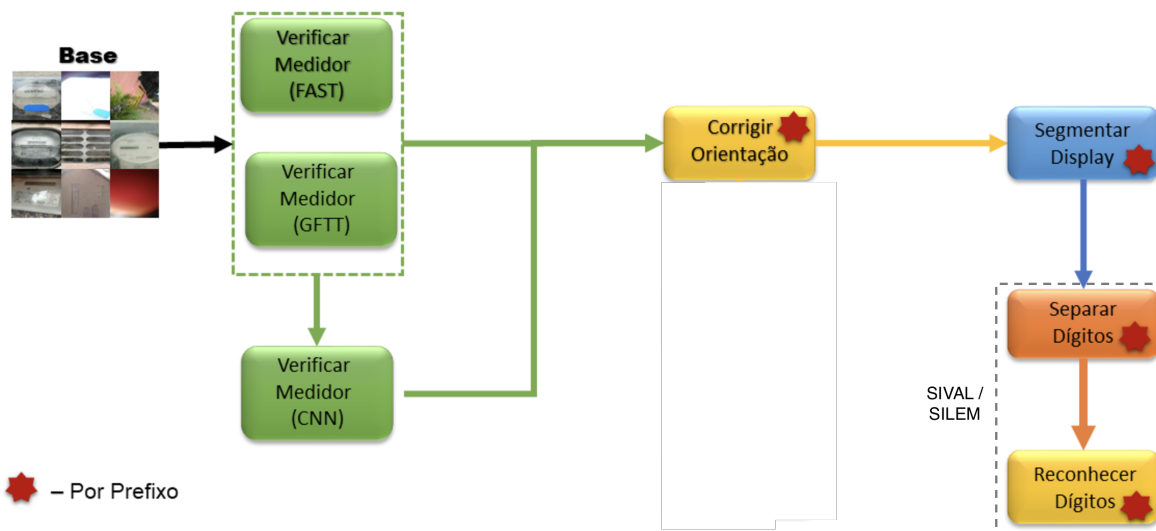 Base
Verificar
Medidor
(FAST)
Verificar
Medidor
(GFTT)
Verificar
Medidor
(CNN)
Corrigir
Orientação
Segmentar
Display
Separar
Dígitos
SIVAL /
SILEM
Reconhecer
Dígitos
– Por Prefixo